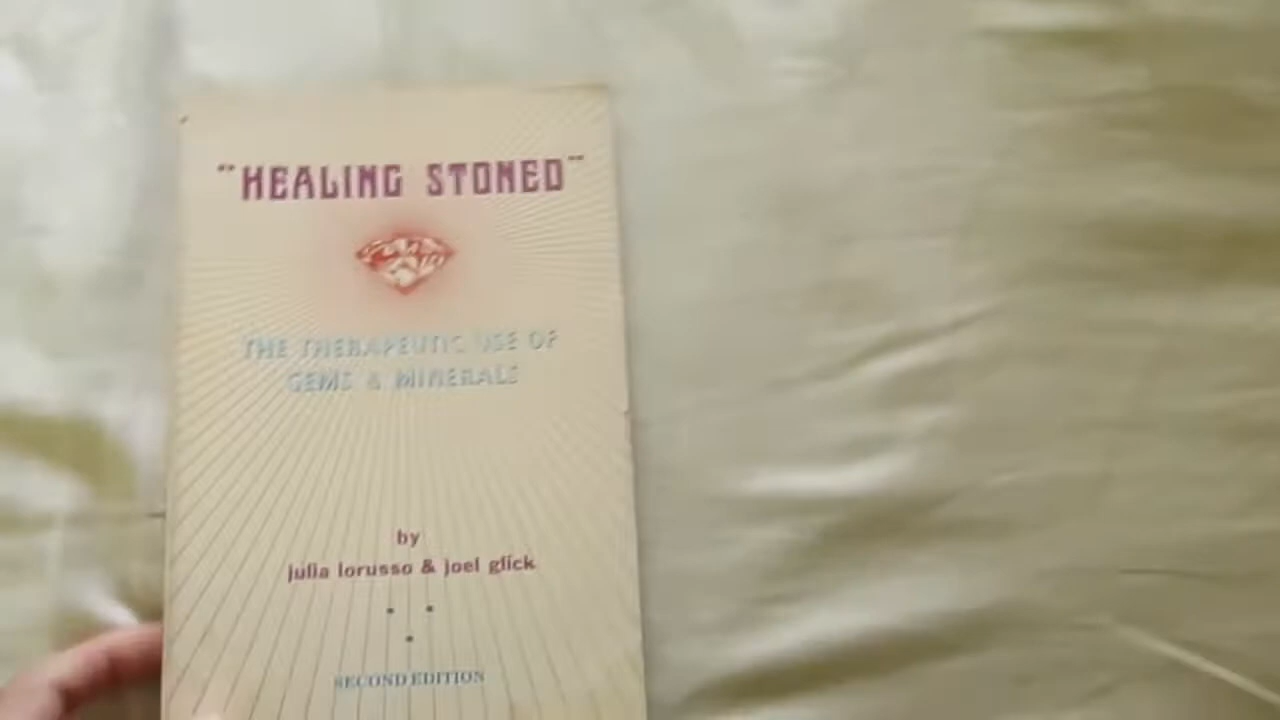 "HEALING STONED"
THE THERAPEUTIC USE OF
GEMS & MINERALS
by
julia lorusso & joel glick
SECOND EDITION